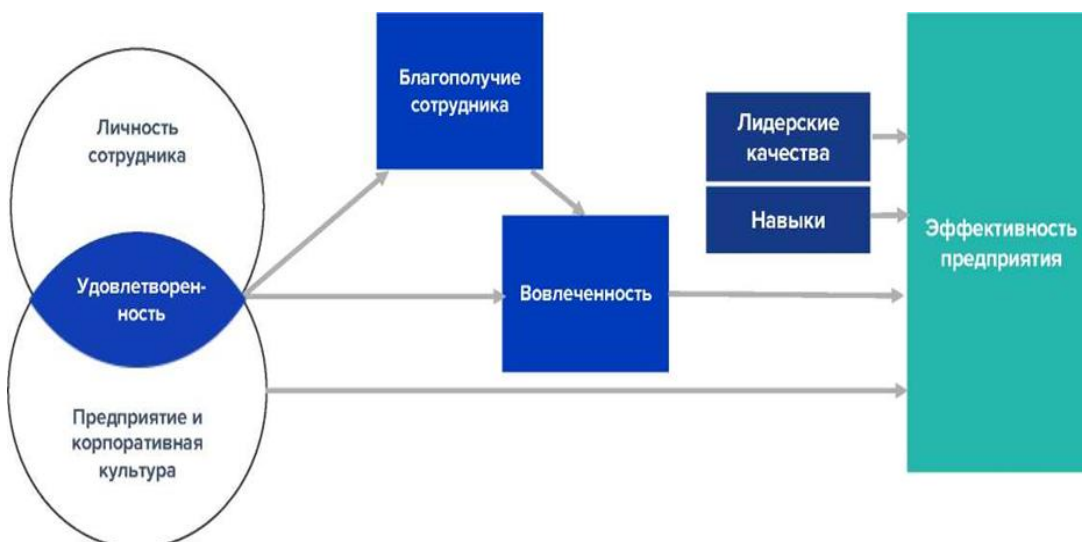 Личность
сотрудника
Удовлетворен-
ность
Предприятие и
корпоративная
культура
Благополучие
сотрудника
Вовлеченность
Лидерские
качества
Навыки
Эффективность
предприятия